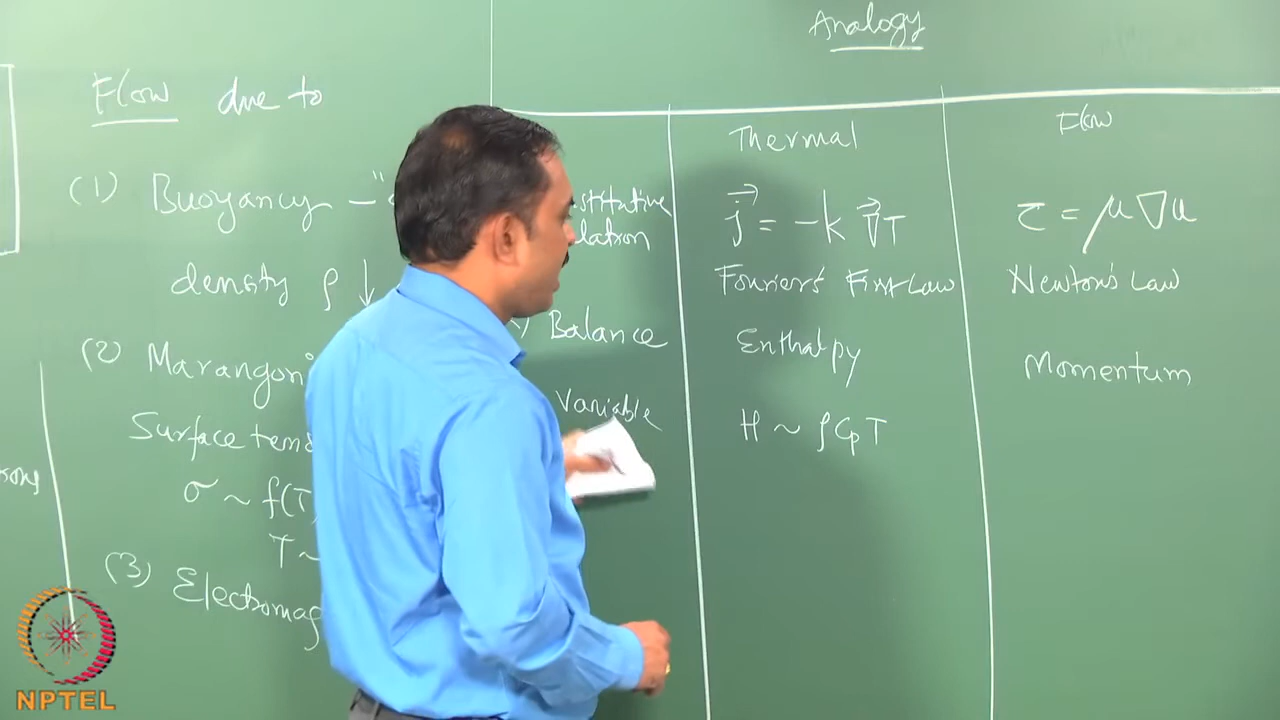 Flow due to
(1) Buoyancy - "
density ρ ↓
(2) Marangoni
Surface tens
σ ~ f(T)
T ~
(3) Electromag
Analogy
Thermal
Flow
stitutive
lation
j⃗ = -k ∇⃗T
τ = μ∇u
Fourier's First Law
Newton's Law
Balance
Enthalpy
Momentum
Variable
H ~ ρCpT
rons
NPTEL